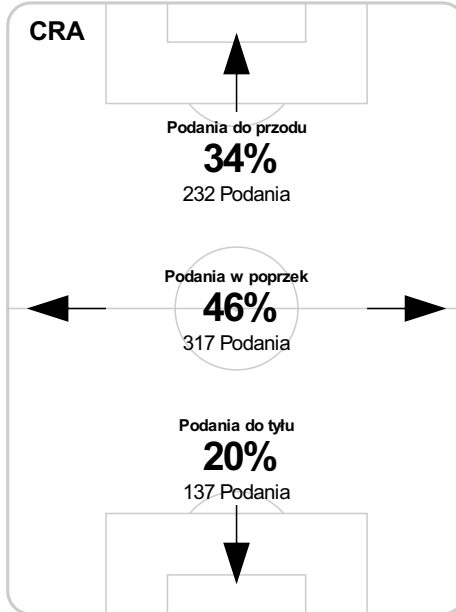 CRA
Podania do przodu
34%
232 Podania
Podania w poprzek
46%
317 Podania
Podania do tyłu
20%
137 Podania